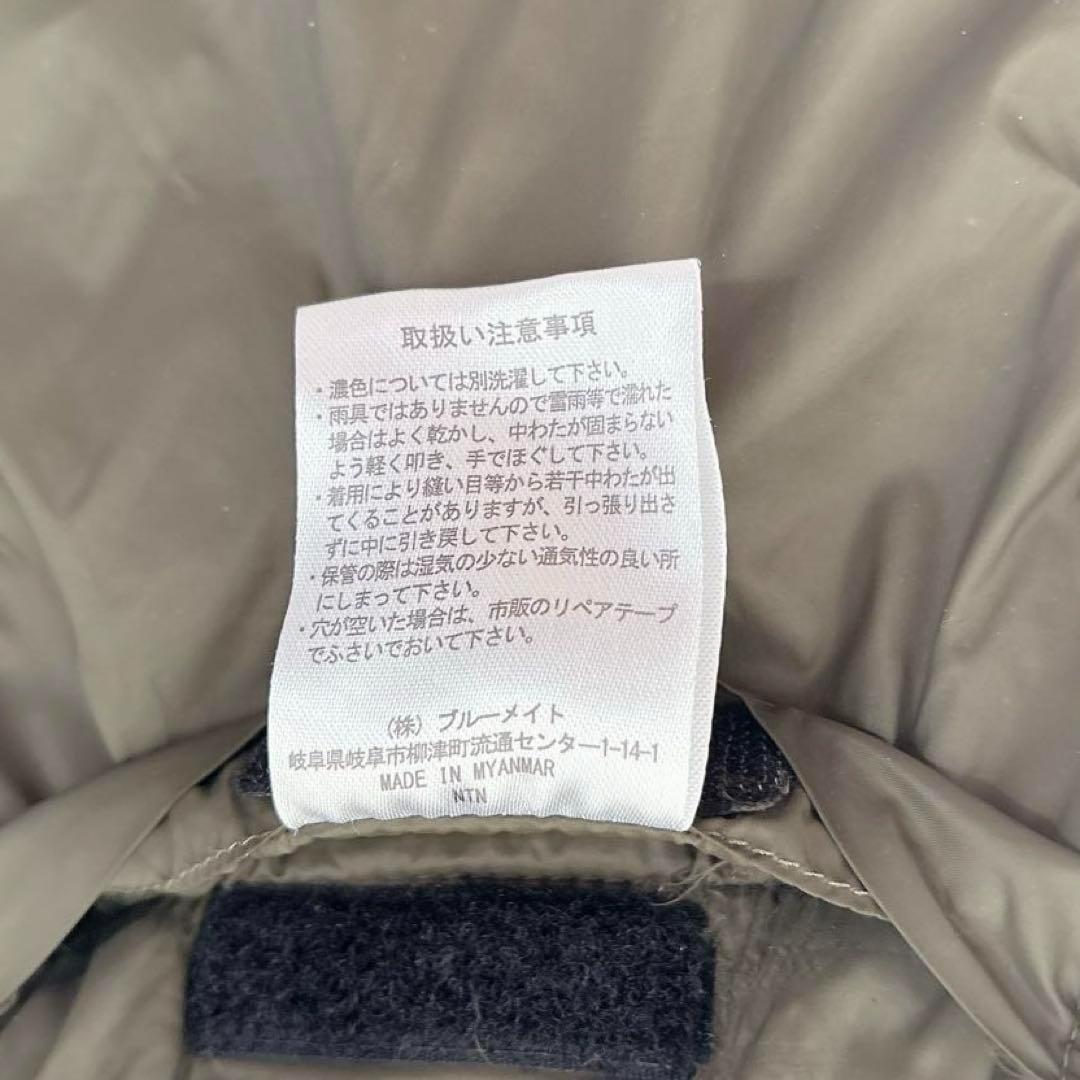 取扱い注意事項
・濃色については別洗濯して下さい。
・雨具ではありませんので雪雨等で濡れた
場合はよく乾かし、中わたが固まらない
よう軽く叩き、手でほぐして下さい。
・着用により縫い目等から若干中わたが出
てくることがありますが、引っ張り出さ
ずに中に引き戻して下さい。
・保管の際は湿気の少ない通気性の良い所
にしまって下さい。
・穴が空いた場合は、市販のリペアテープ
でふさいでおいて下さい。
(株) ブルーメイト
岐阜県岐阜市柳津町流通センター1-14-1
MADE IN MYANMAR
NTN